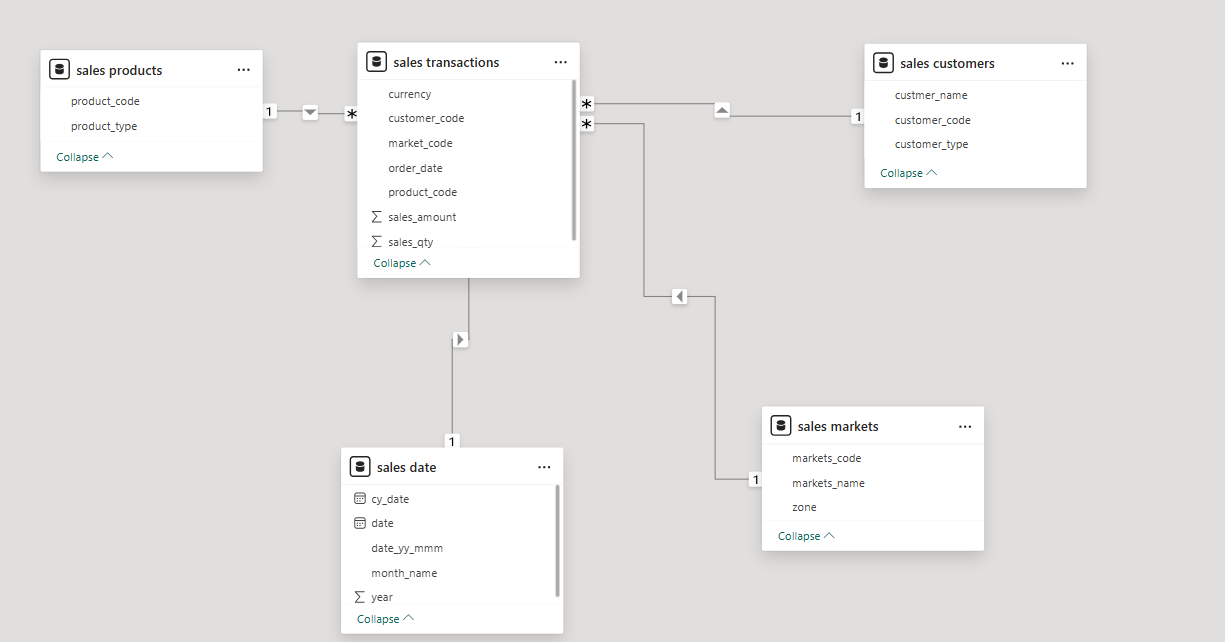 sales products
product_code
product_type
Collapse
1
*
sales transactions
currency
customer_code
market_code
order_date
product_code
sales_amount
sales_qty
Collapse
*
*
1
sales customers
custmer_name
customer_code
customer_type
Collapse
1
sales date
cy_date
date
date_yy_mmm
month_name
year
Collapse
1
sales markets
markets_code
markets_name
zone
Collapse